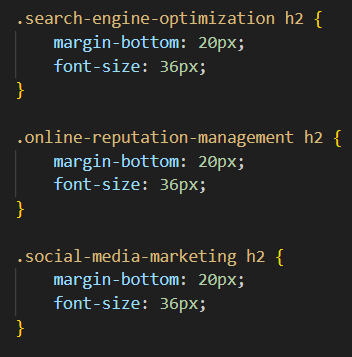 .search-engine-optimization h2 {
    margin-bottom: 20px;
    font-size: 36px;
}

.online-reputation-management h2 {
    margin-bottom: 20px;
    font-size: 36px;
}

.social-media-marketing h2 {
    margin-bottom: 20px;
    font-size: 36px;
}